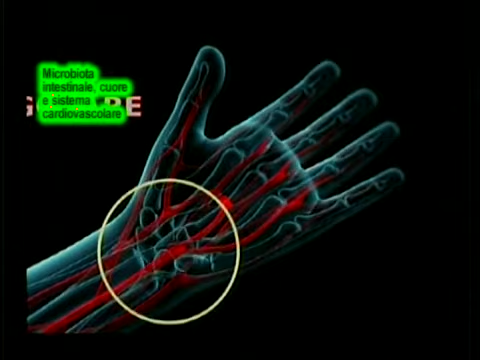 Microbiota
intestinale, cuore
e sistema
cardiovascolare